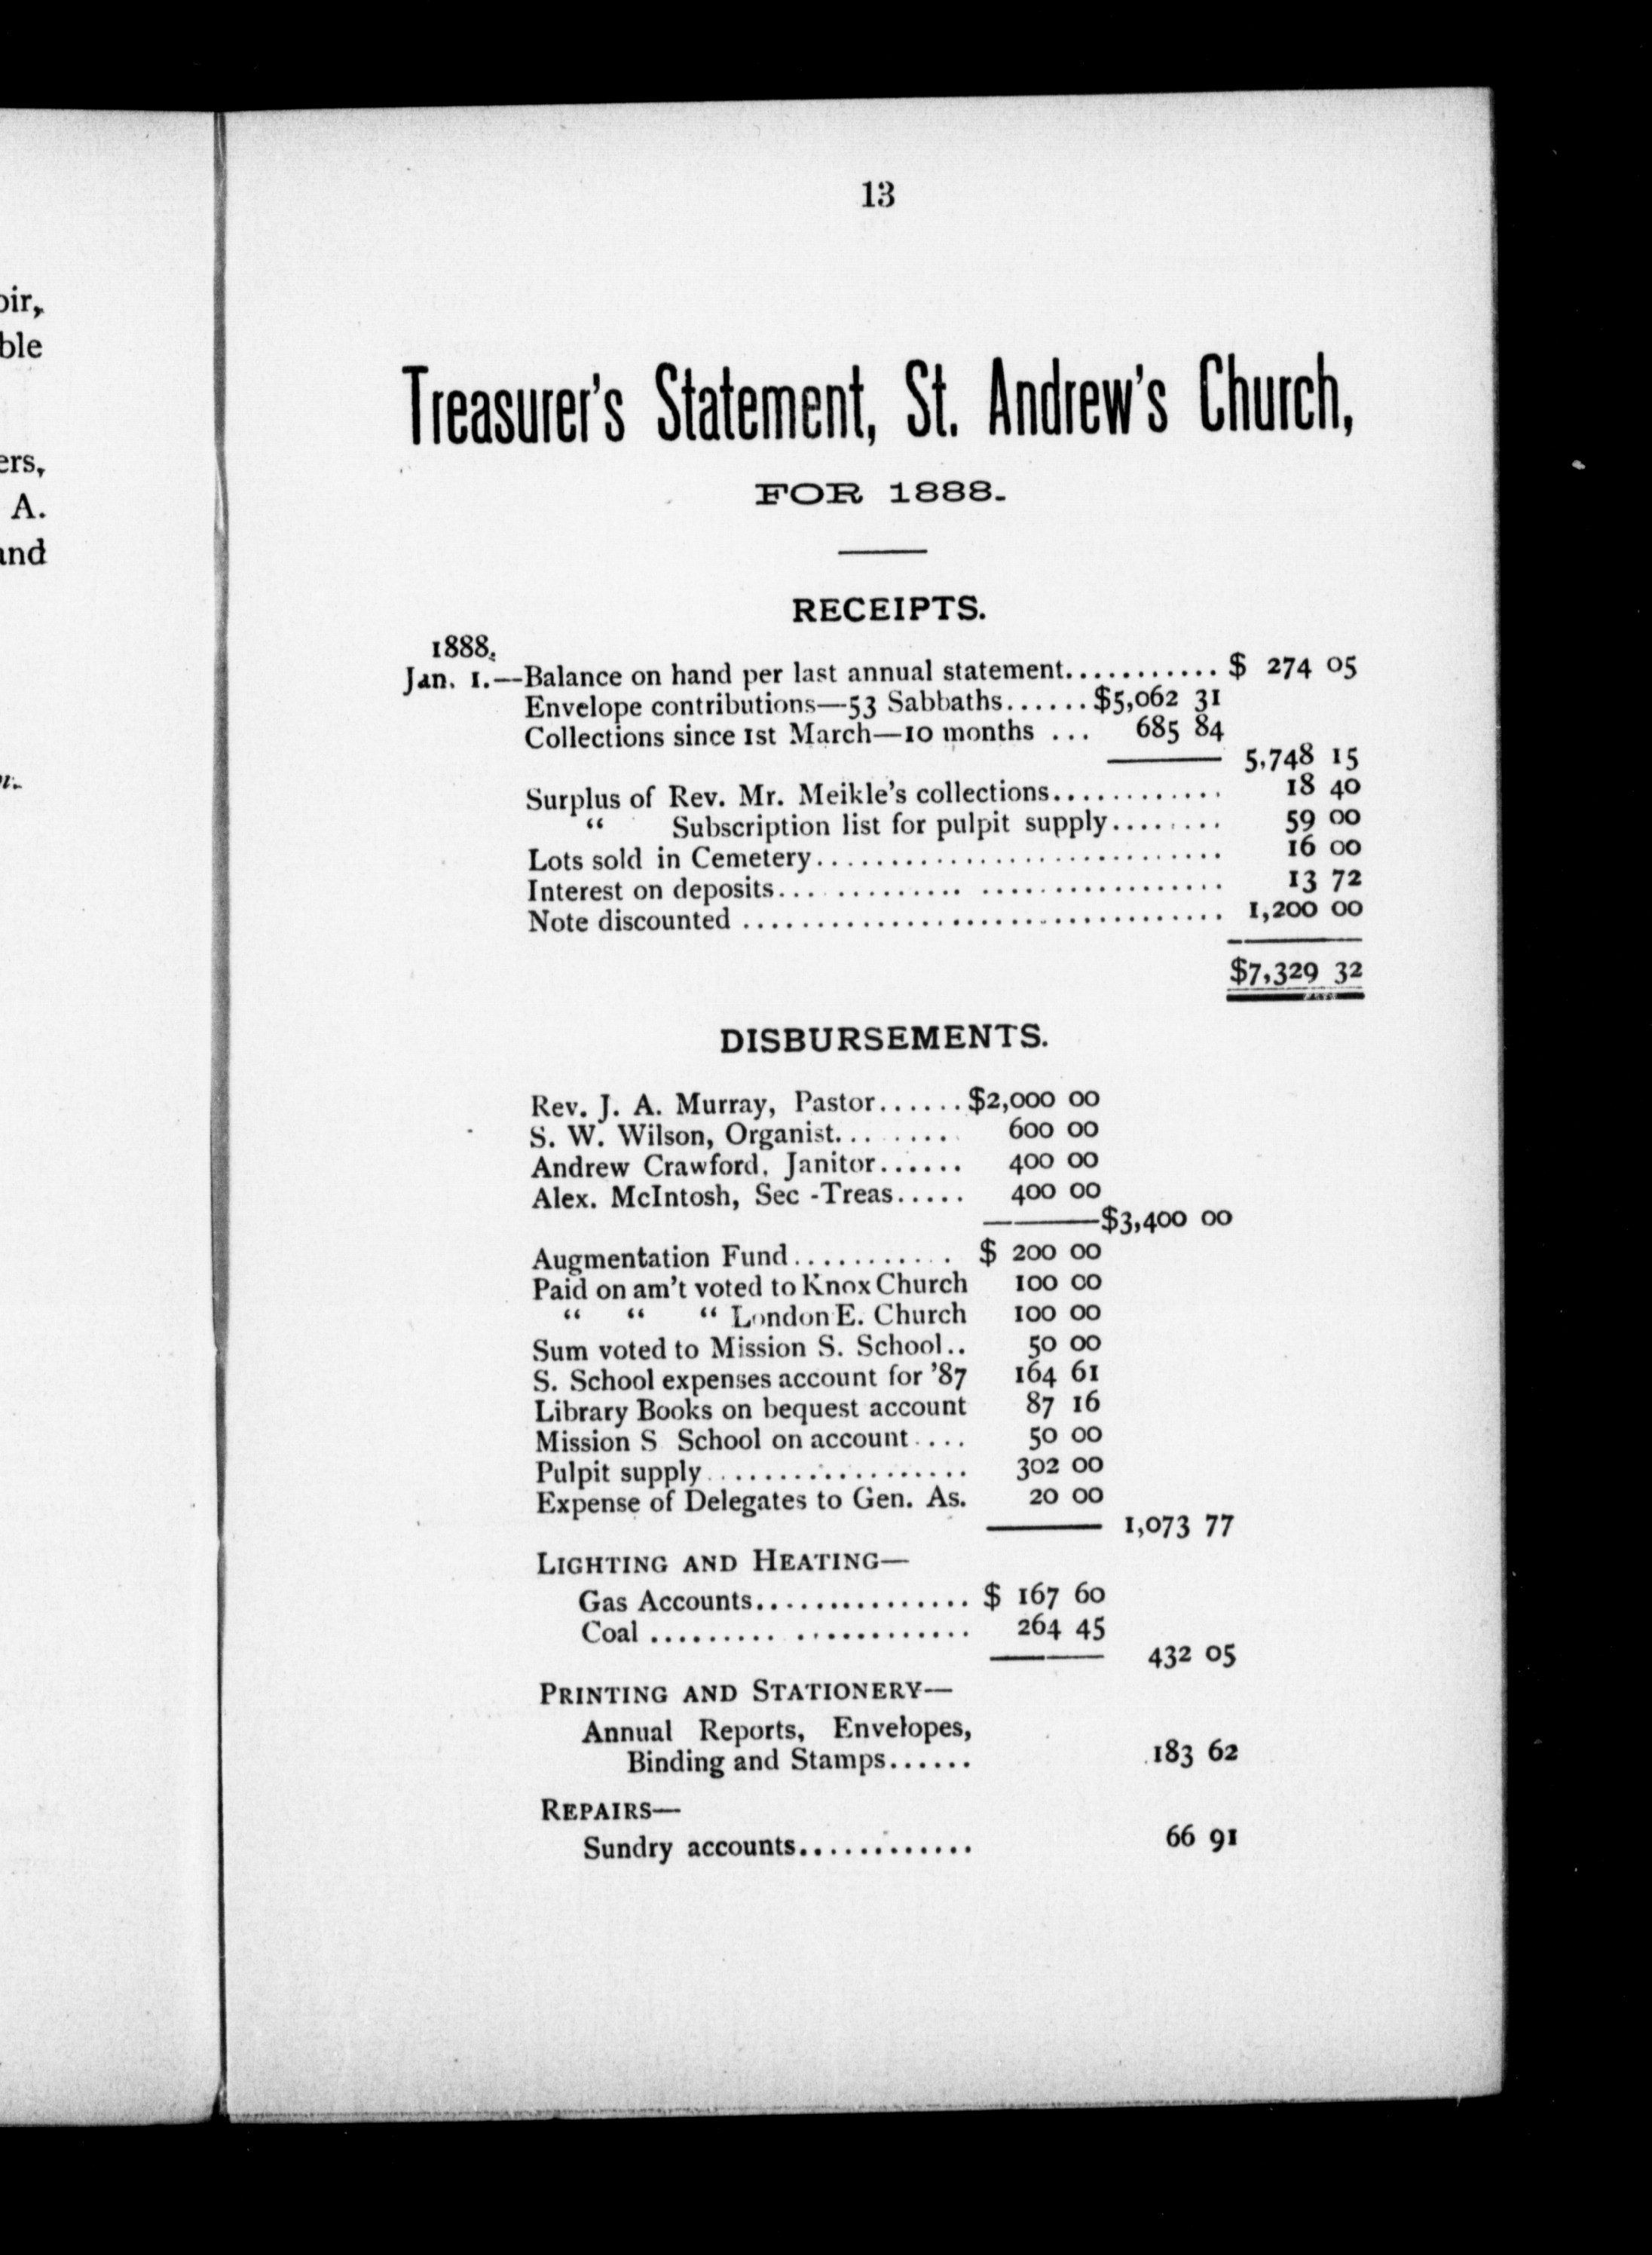 oir,
ble
ers,
A.
and
13
Treasurer's Statement, St. Andrew's Church,
FOR 1888.
RECEIPTS.
1888.
Jan. 1.—Balance on hand per last annual statement............ $ 274 05
Envelope contributions—53 Sabbaths...... $5,062 31
Collections since 1st March—10 months ... 685 84
5,748 15
Surplus of Rev. Mr. Meikle's collections............ 18 40
“ Subscription list for pulpit supply........ 59 00
Lots sold in Cemetery............................ 16 00
Interest on deposits.............................. 13 72
Note discounted ................................. 1,200 00
$7,329 32
DISBURSEMENTS.
Rev. J. A. Murray, Pastor...... $2,000 00
S. W. Wilson, Organist......... 600 00
Andrew Crawford, Janitor...... 400 00
Alex. McIntosh, Sec -Treas..... 400 00
$3,400 00
Augmentation Fund........... $ 200 00
Paid on am't voted to Knox Church 100 00
“ “ “ London E. Church 100 00
Sum voted to Mission S. School.. 50 00
S. School expenses account for '87 164 61
Library Books on bequest account 87 16
Mission S School on account.... 50 00
Pulpit supply.................. 302 00
Expense of Delegates to Gen. As. 20 00
1,073 77
LIGHTING AND HEATING—
Gas Accounts............... $ 167 60
Coal ..................... 264 45
432 05
PRINTING AND STATIONERY—
Annual Reports, Envelopes,
Binding and Stamps...... 183 62
REPAIRS—
Sundry accounts............ 66 91